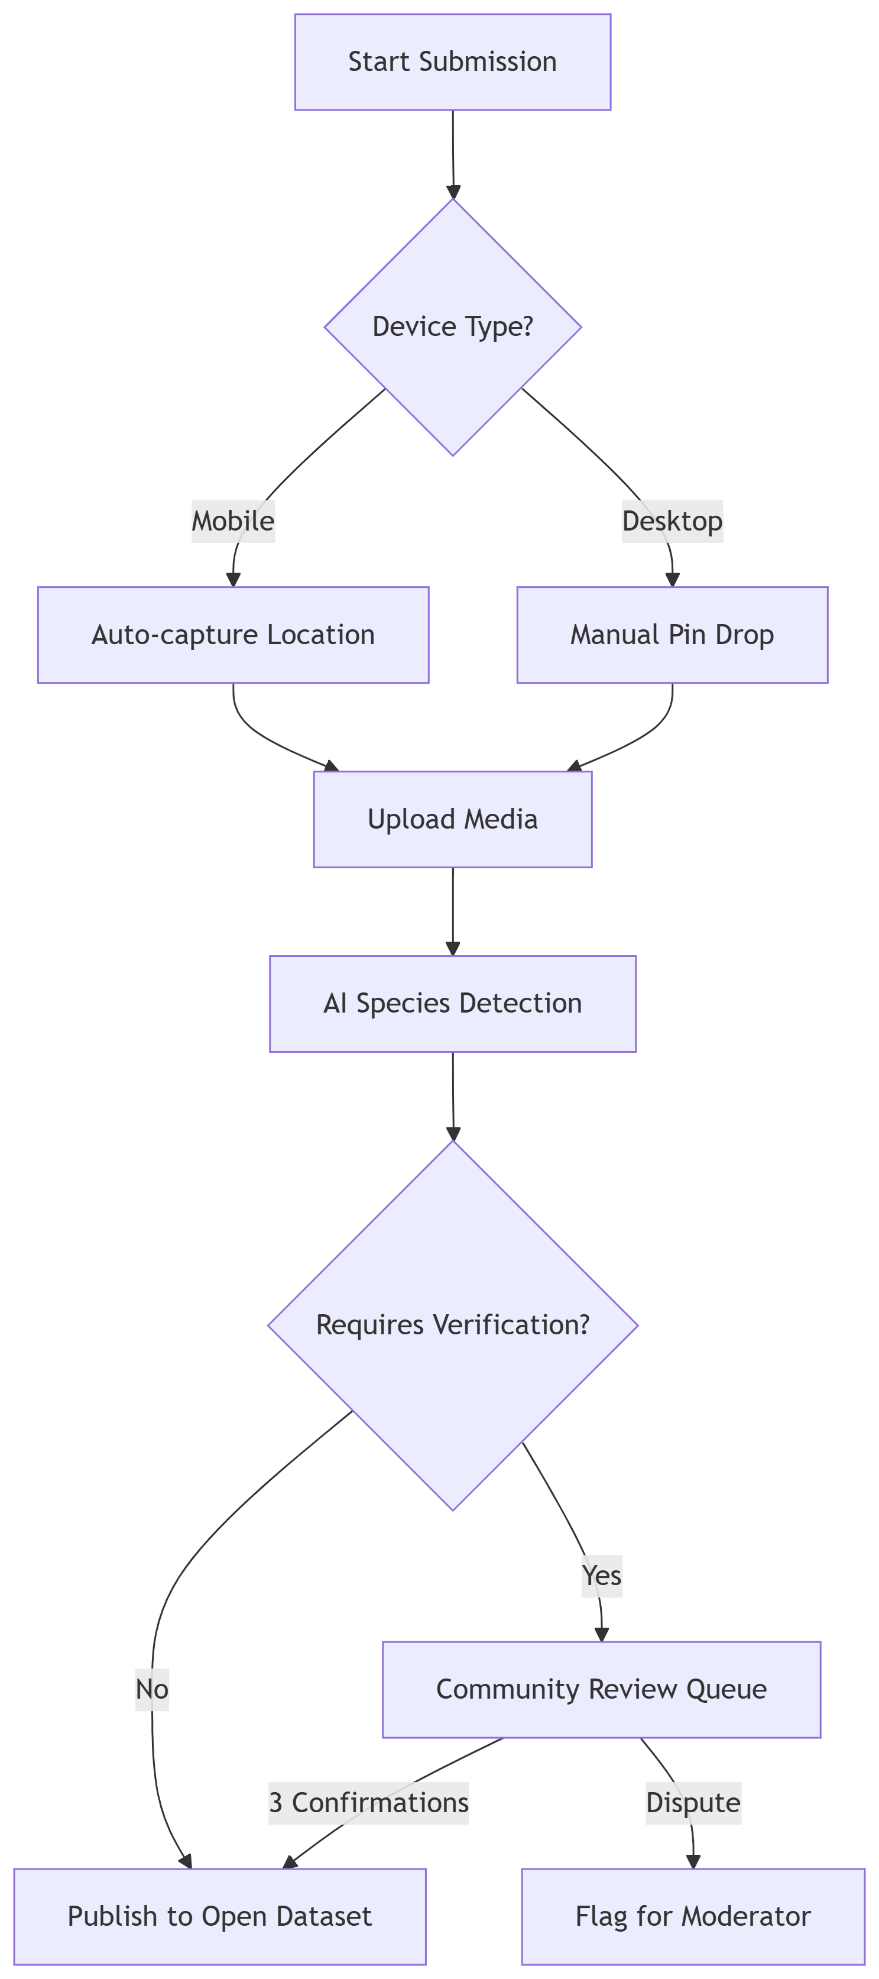 Start Submission
Device Type?
Mobile
Desktop
Auto-capture Location
Manual Pin Drop
Upload Media
AI Species Detection
Requires Verification?
Yes
No
Community Review Queue
3 Confirmations
Dispute
Publish to Open Dataset
Flag for Moderator